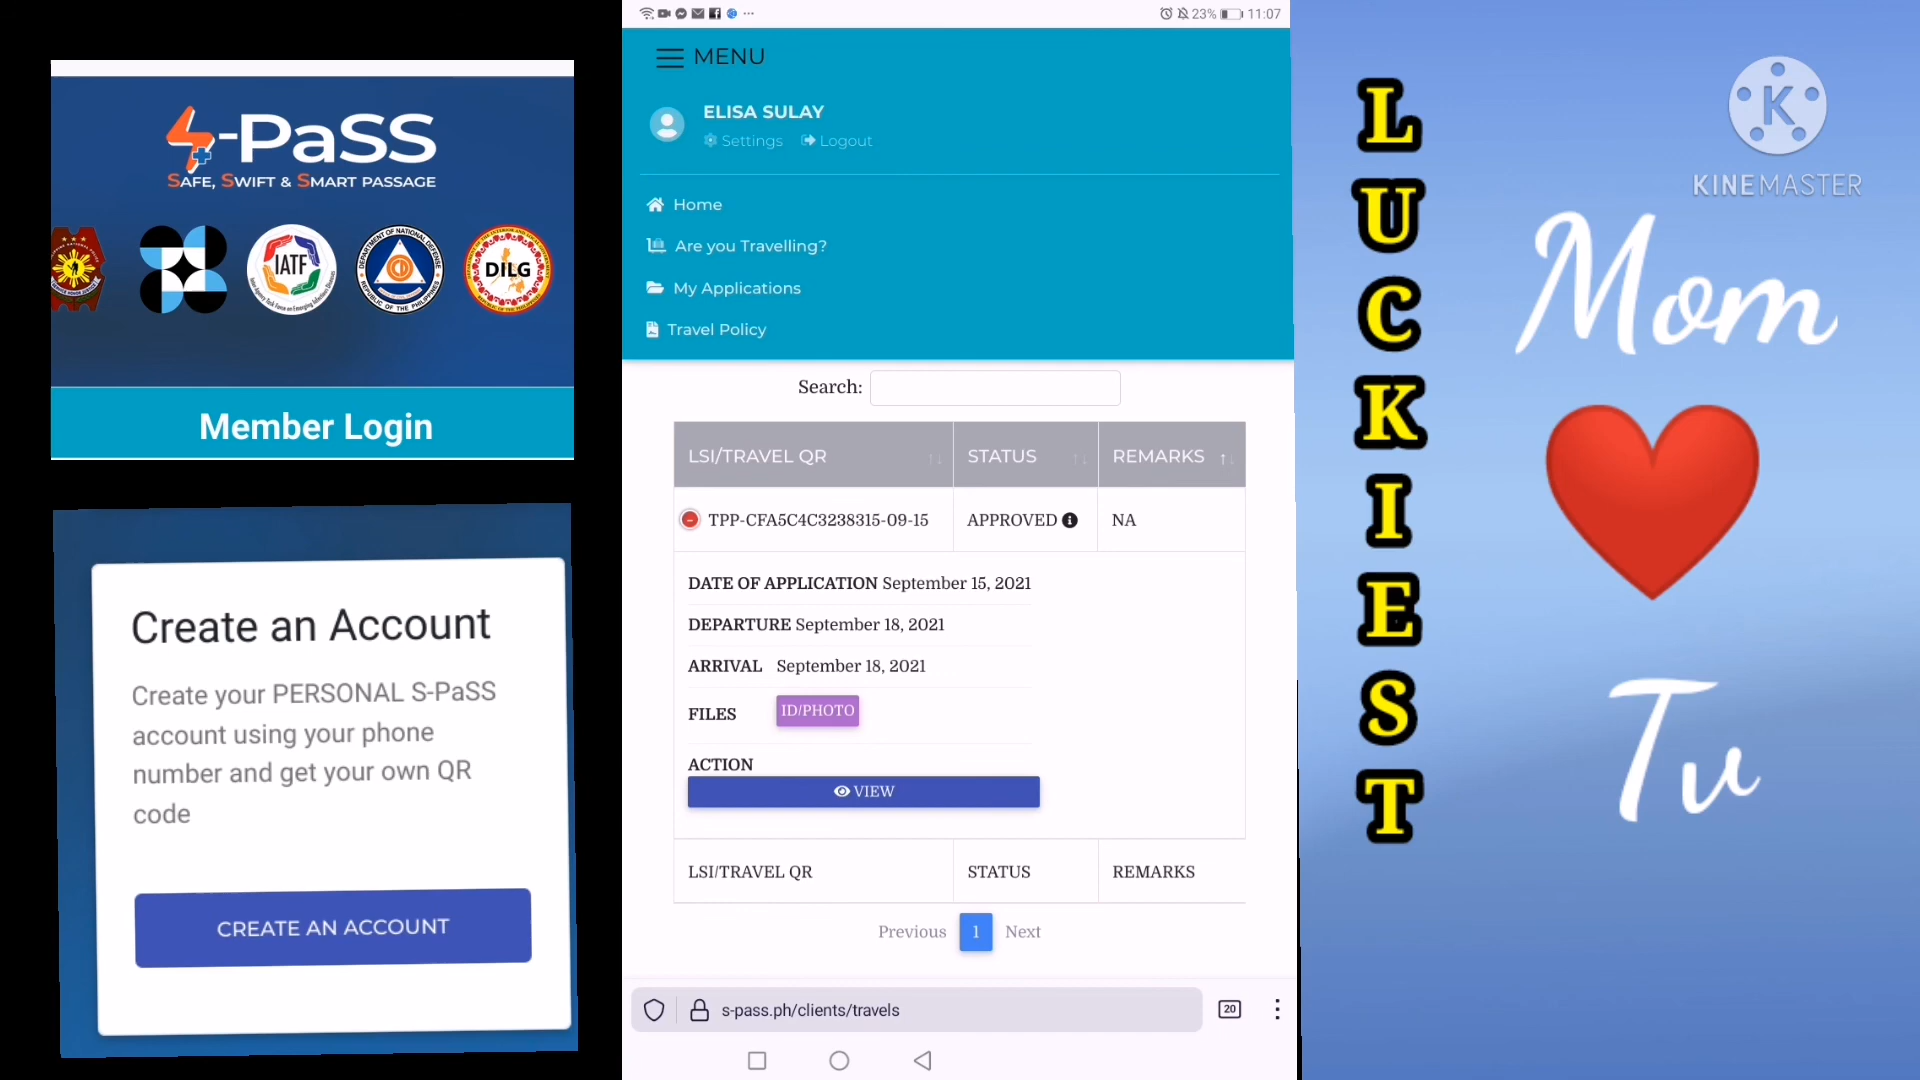 S-PaSS
SAFE, SWIFT & SMART PASSAGE
IATF
DILG
Member Login
Create an Account
Create your PERSONAL S-PaSS
account using your phone
number and get your own QR
code
CREATE AN ACCOUNT
23% 11:07
MENU
ELISA SULAY
Settings Logout
Home
Are you Travelling?
My Applications
Travel Policy
Search:
LSI/TRAVEL QR STATUS REMARKS
TPP-CFA5C4C3238315-09-15 APPROVED NA
DATE OF APPLICATION September 15, 2021
DEPARTURE September 18, 2021
ARRIVAL September 18, 2021
FILES ID/PHOTO
ACTION
VIEW
LSI/TRAVEL QR STATUS REMARKS
Previous 1 Next
s-pass.ph/clients/travels 20
LUCKIEST
Mom
Tv
K
KINEMASTER